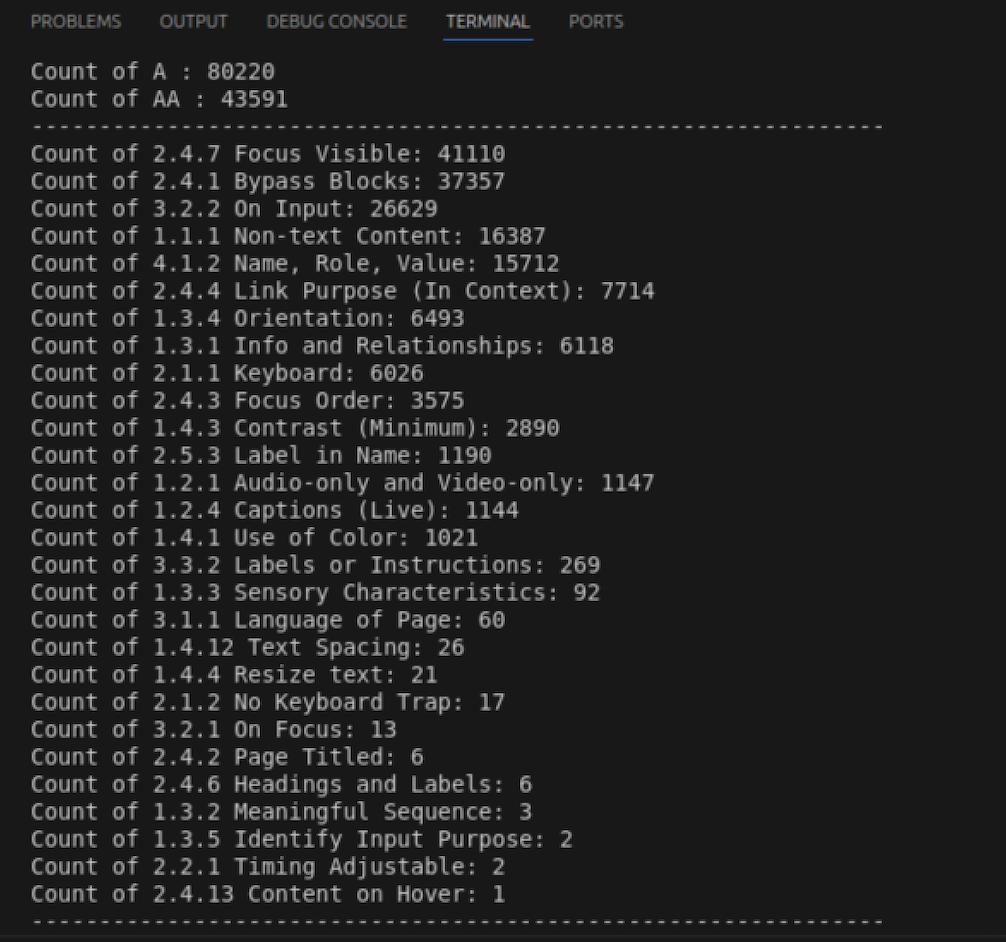 PROBLEMS OUTPUT DEBUG CONSOLE TERMINAL PORTS
Count of A : 80220
Count of AA : 43591
---------------------------------------------------------------
Count of 2.4.7 Focus Visible: 41110
Count of 2.4.1 Bypass Blocks: 37357
Count of 3.2.2 On Input: 26629
Count of 1.1.1 Non-text Content: 16387
Count of 4.1.2 Name, Role, Value: 15712
Count of 2.4.4 Link Purpose (In Context): 7714
Count of 1.3.4 Orientation: 6493
Count of 1.3.1 Info and Relationships: 6118
Count of 2.1.1 Keyboard: 6026
Count of 2.4.3 Focus Order: 3575
Count of 1.4.3 Contrast (Minimum): 2890
Count of 2.5.3 Label in Name: 1190
Count of 1.2.1 Audio-only and Video-only: 1147
Count of 1.2.4 Captions (Live): 1144
Count of 1.4.1 Use of Color: 1021
Count of 3.3.2 Labels or Instructions: 269
Count of 1.3.3 Sensory Characteristics: 92
Count of 3.1.1 Language of Page: 60
Count of 1.4.12 Text Spacing: 26
Count of 1.4.4 Resize text: 21
Count of 2.1.2 No Keyboard Trap: 17
Count of 3.2.1 On Focus: 13
Count of 2.4.2 Page Titled: 6
Count of 2.4.6 Headings and Labels: 6
Count of 1.3.2 Meaningful Sequence: 3
Count of 1.3.5 Identify Input Purpose: 2
Count of 2.2.1 Timing Adjustable: 2
Count of 2.4.13 Content on Hover: 1
---------------------------------------------------------------